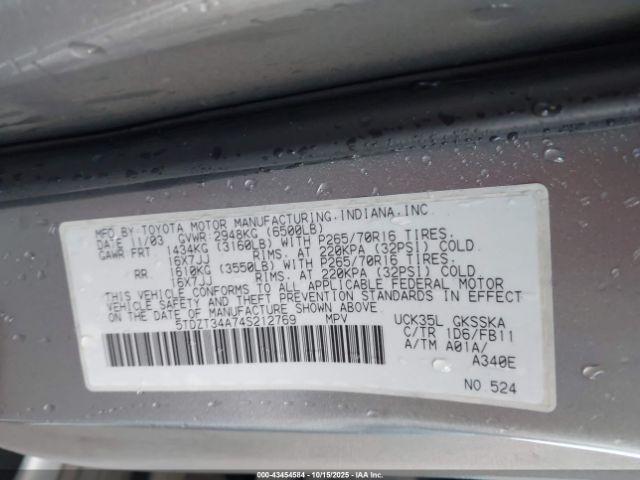 MFD. BY: TOYOTA MOTOR MANUFACTURING, INDIANA, INC.
DATE 11/03 GVWR 2948KG (6500LB)
GAWR FRT 1434KG (3160LB) WITH P265/70R16 TIRES.
16X7JJ RIMS. AT 220KPA (32PSI) COLD
RR 1610KG (3550LB) WITH P265/70R16 TIRES.
16X7JJ RIMS. AT 220KPA (32PSI) COLD.
THIS VEHICLE CONFORMS TO ALL APPLICABLE FEDERAL MOTOR
VEHICLE SAFETY AND THEFT PREVENTION STANDARDS IN EFFECT
ON THE DATE OF MANUFACTURE SHOWN ABOVE.
5TDZT34A74S212769 MPV
UCK35L GKSSKA
C/TR 1D6/FB11
A/TM A01A/
A340E
NO. 524
000-43454584 | 10/15/2025 | IAA, Inc.